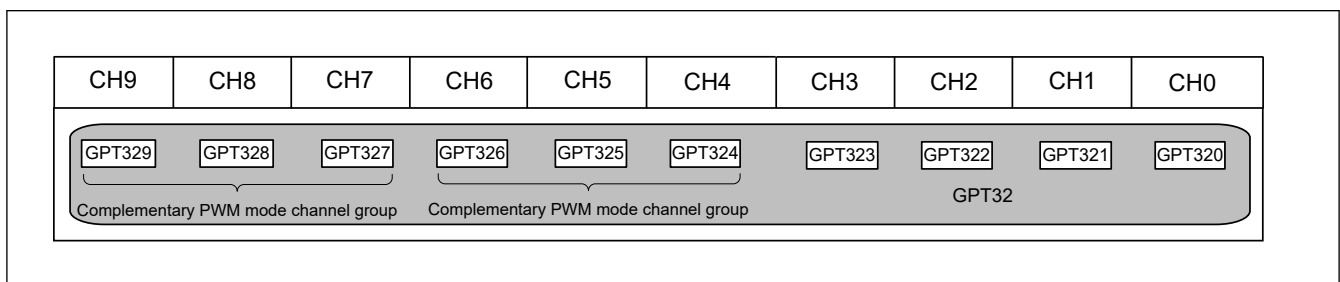 CH9 CH8 CH7 CH6 CH5 CH4 CH3 CH2 CH1 CH0
GPT329 GPT328 GPT327 GPT326 GPT325 GPT324 GPT323 GPT322 GPT321 GPT320
GPT32
Complementary PWM mode channel group Complementary PWM mode channel group